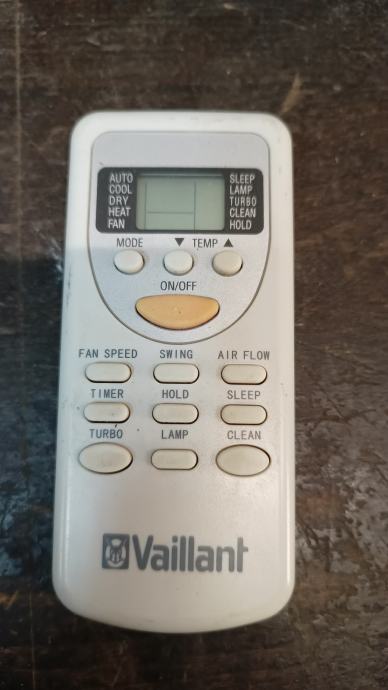 AUTO SLEEP
COOL LAMP
DRY TURBO
HEAT CLEAN
FAN HOLD
MODE ▼ TEMP ▲
ON/OFF
FAN SPEED SWING AIR FLOW
TIMER HOLD SLEEP
TURBO LAMP CLEAN
Vaillant